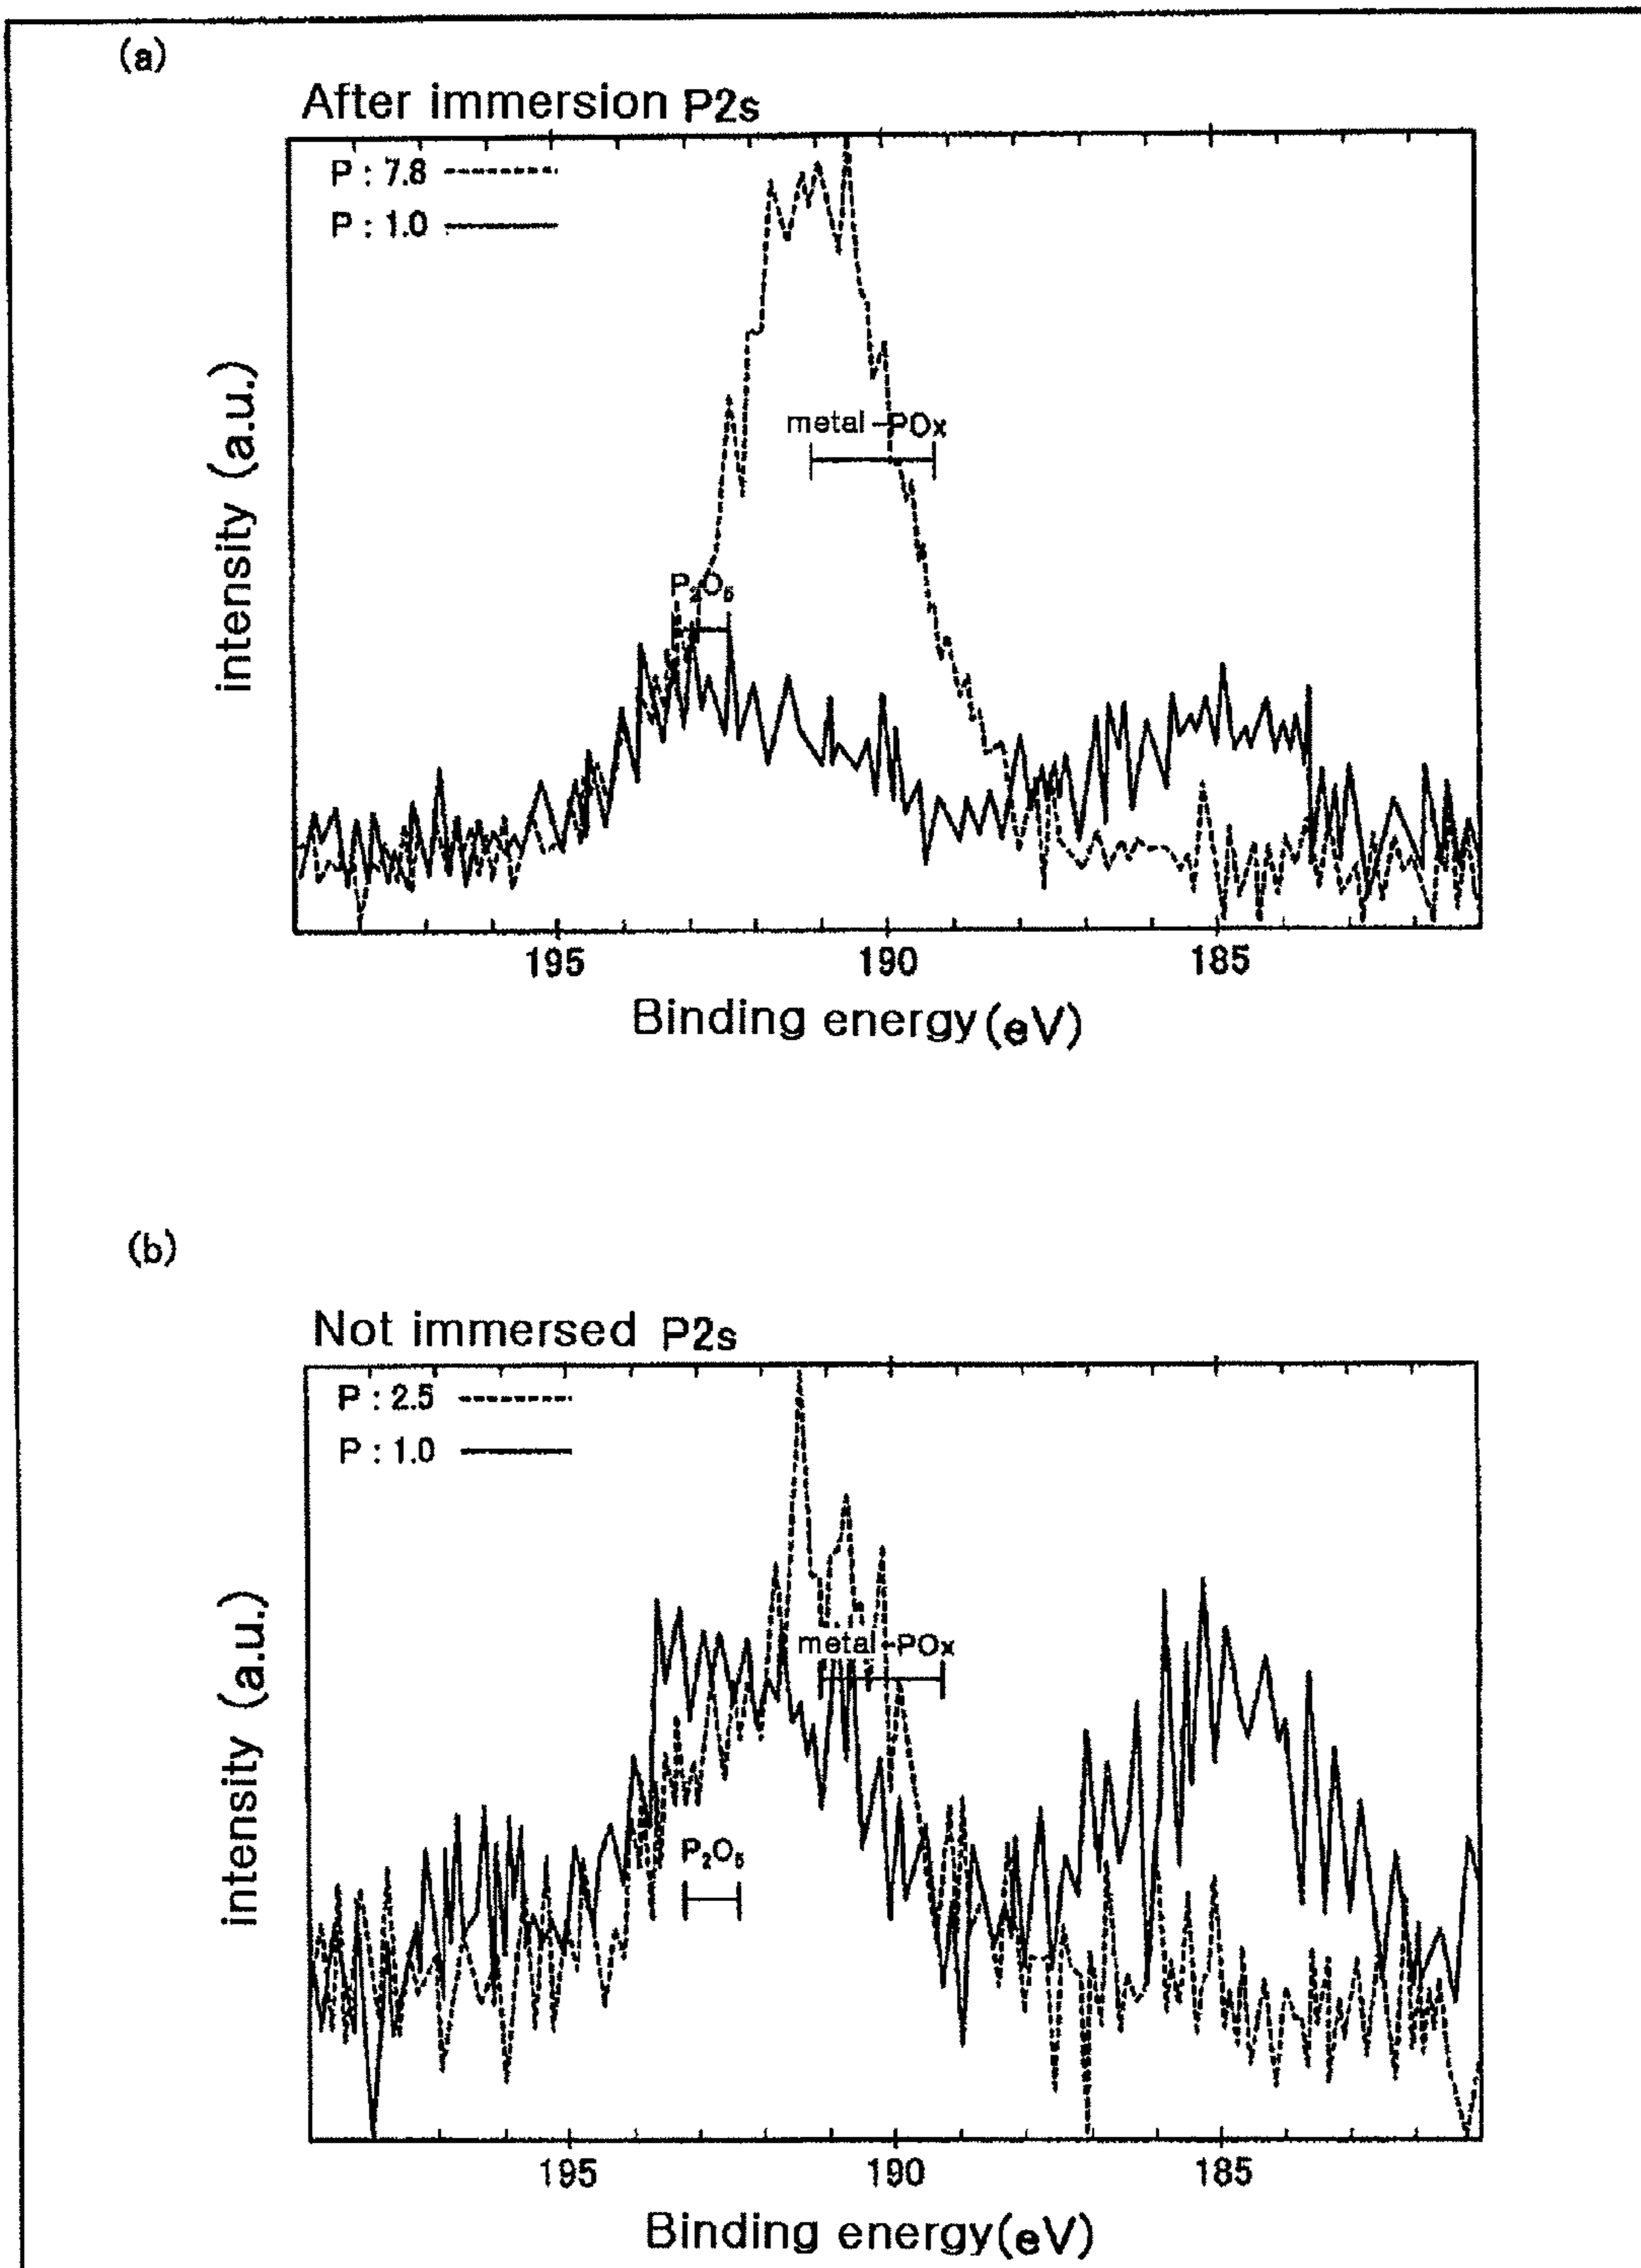 (a)
After immersion P2s
P : 7.8
P : 1.0
metal-POx
P₂O₅
intensity (a.u.)
195 190 185
Binding energy(eV)
(b)
Not immersed P2s
P : 2.5
P : 1.0
metal-POx
P₂O₅
intensity (a.u.)
195 190 185
Binding energy(eV)